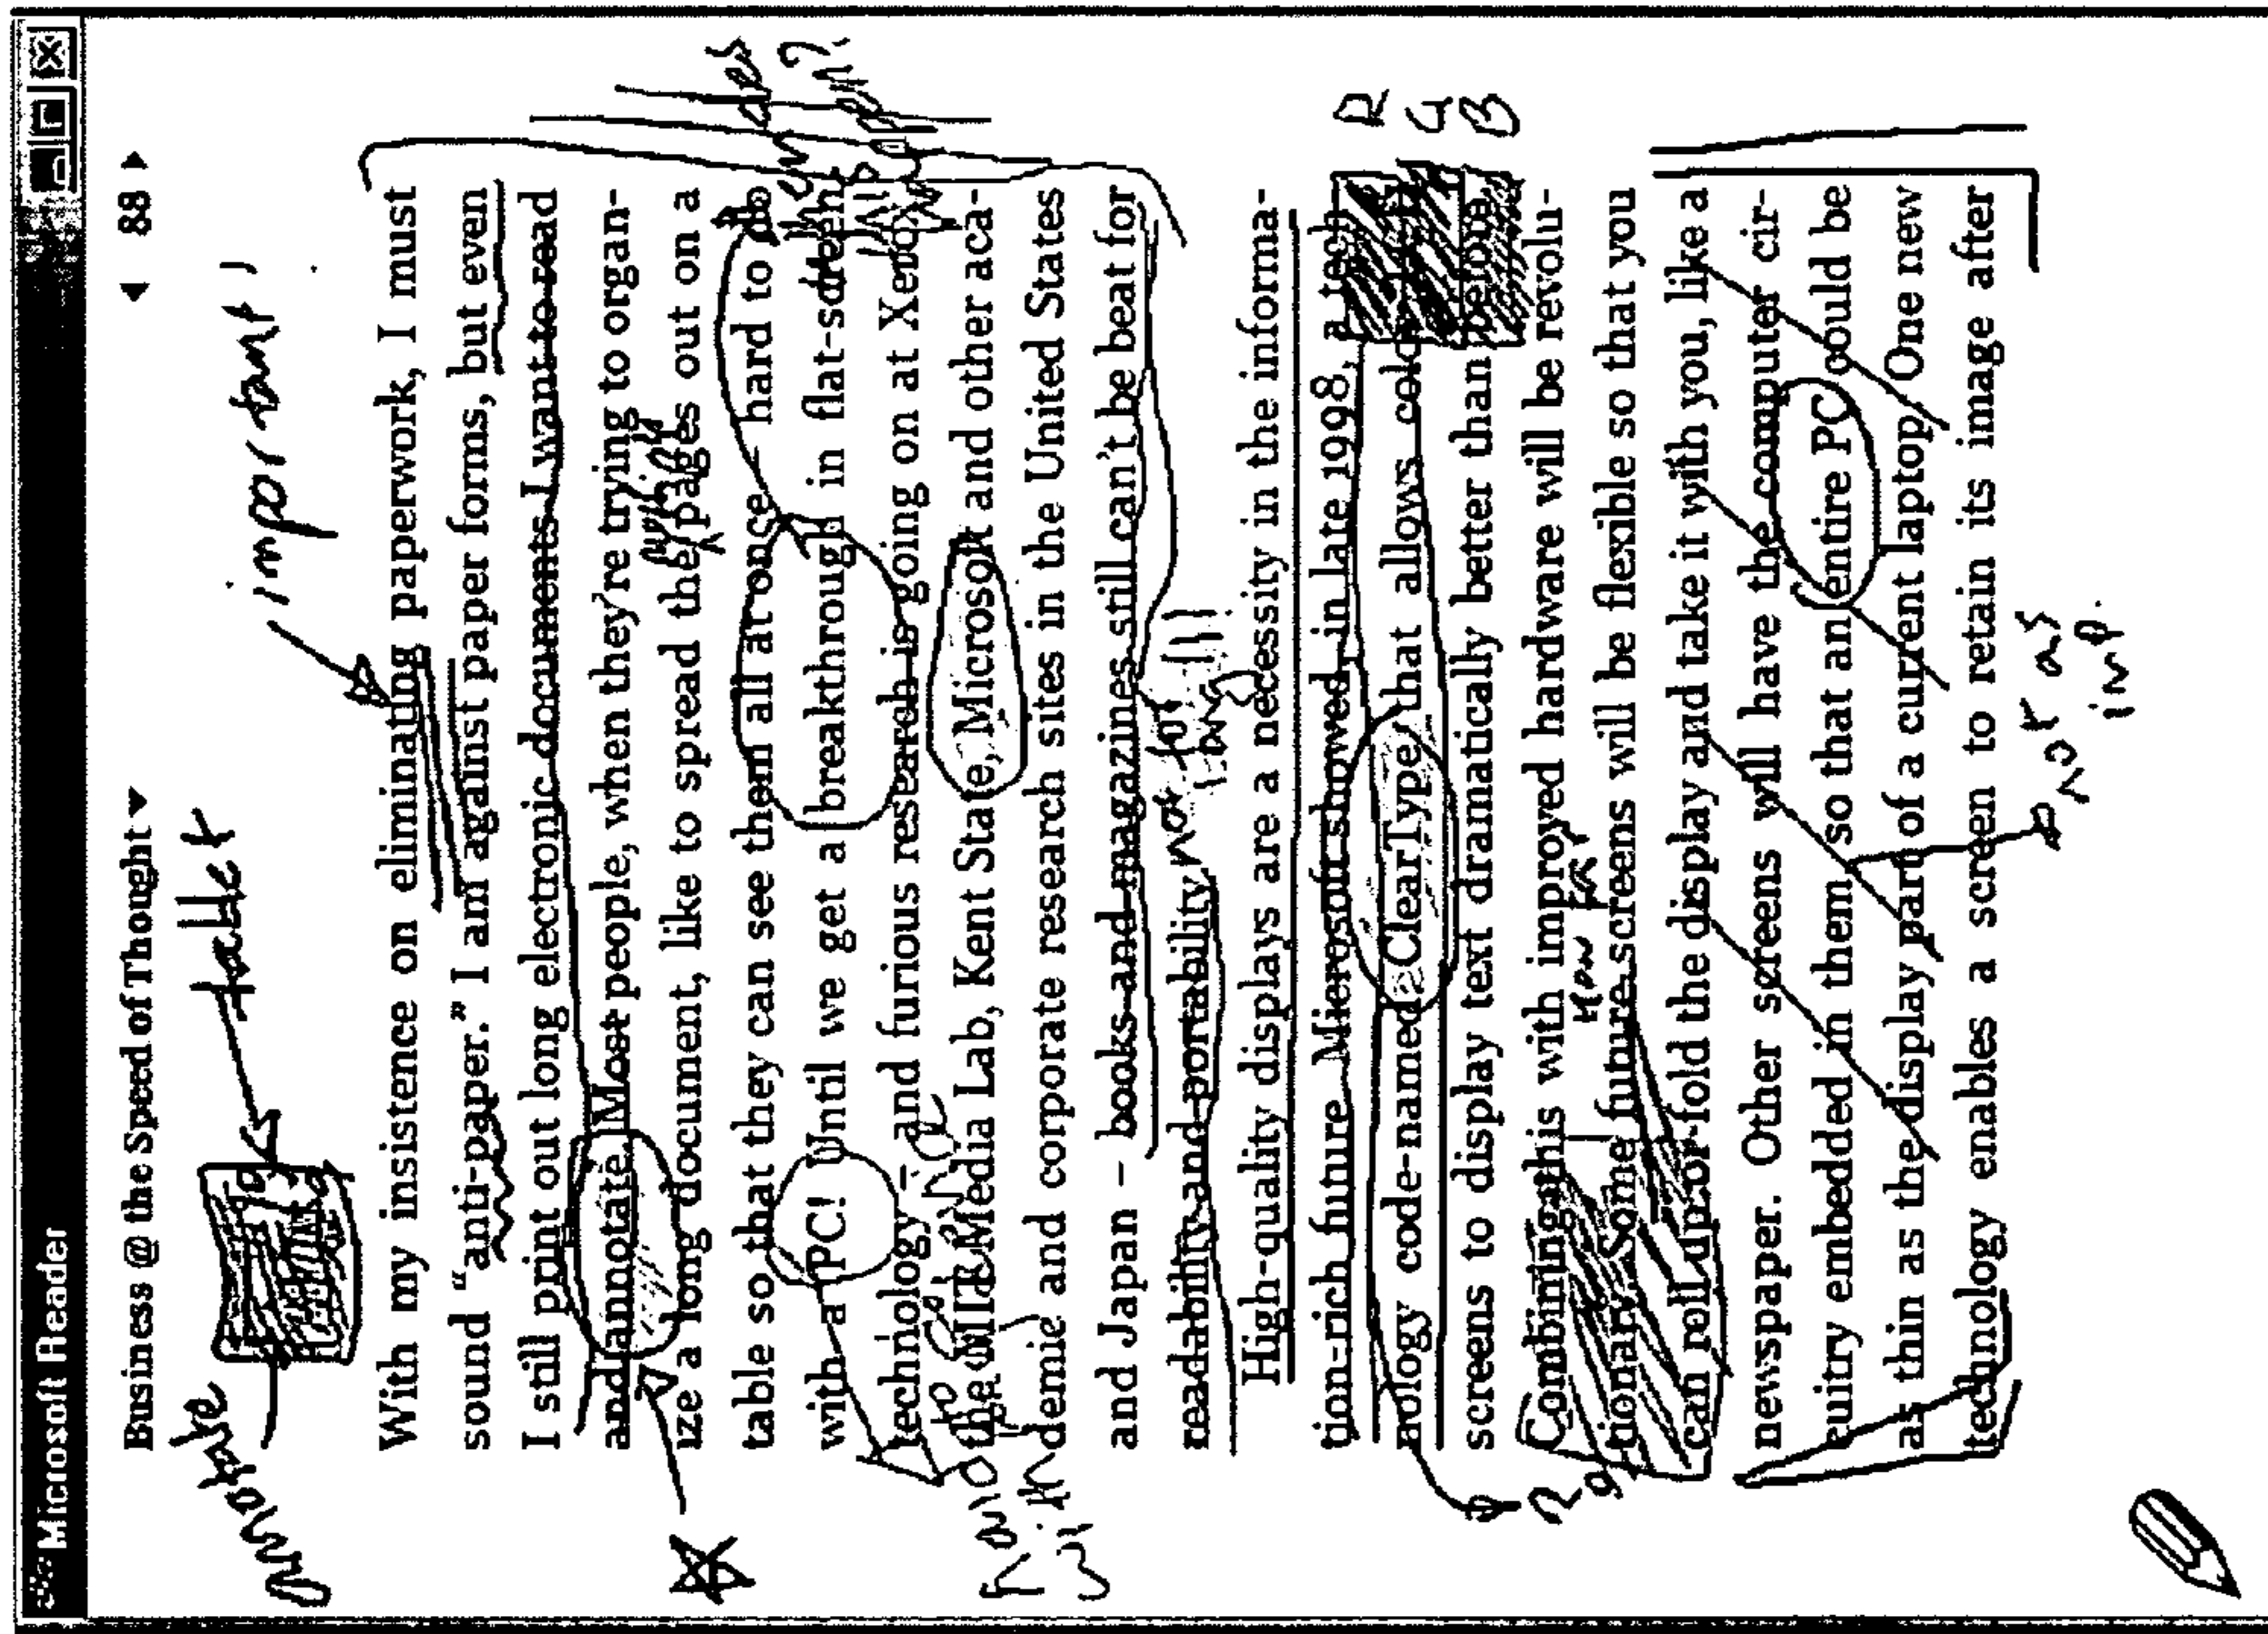 Microsoft Reader
Business @ the Speed of Thought
88
annotate
tablet
important!
With my insistence on eliminating paperwork, I must
sound “anti-paper.” I am against paper forms, but even
I still print out long electronic documents I want to read
and annotate. Most people, when they’re trying to organ-
ize a long document, like to spread the pages out on a
table so that they can see them all at once – hard to do
with a PC! Until we get a breakthrough in flat-screen
technology – and furious research is going on at Xerox,
the MIT Media Lab, Kent State, Microsoft and other aca-
demic and corporate research sites in the United States
and Japan – books and magazines still can’t be beat for
readability and portability
not for long!!!
High-quality displays are a necessity in the informa-
tion-rich future. Microsoft showed, in late 1998, a tech-
nology code-named ClearType that allows color
R
G
B
screens to display text dramatically better than before.
Combining this with improved hardware will be revolu-
tionary. Some future screens will be flexible so that you
can roll up or fold the display and take it with you, like a
newspaper. Other screens will have the computer cir-
cuitry embedded in them so that an entire PC could be
as thin as the display part of a current laptop. One new
technology enables a screen to retain its image after
not as
imp.